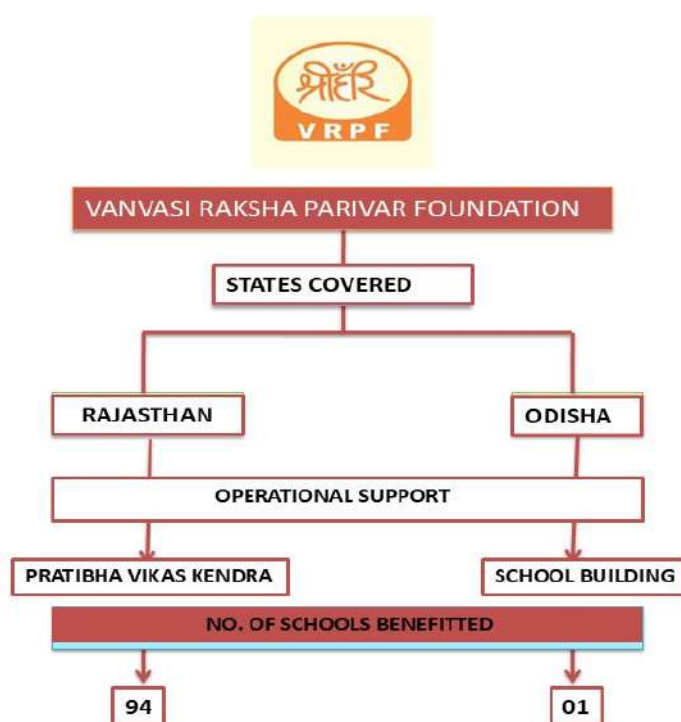 श्रीहरि
VRPF
VANVASI RAKSHA PARIVAR FOUNDATION
STATES COVERED
RAJASTHAN
ODISHA
OPERATIONAL SUPPORT
PRATIBHA VIKAS KENDRA
SCHOOL BUILDING
NO. OF SCHOOLS BENEFITTED
94
01